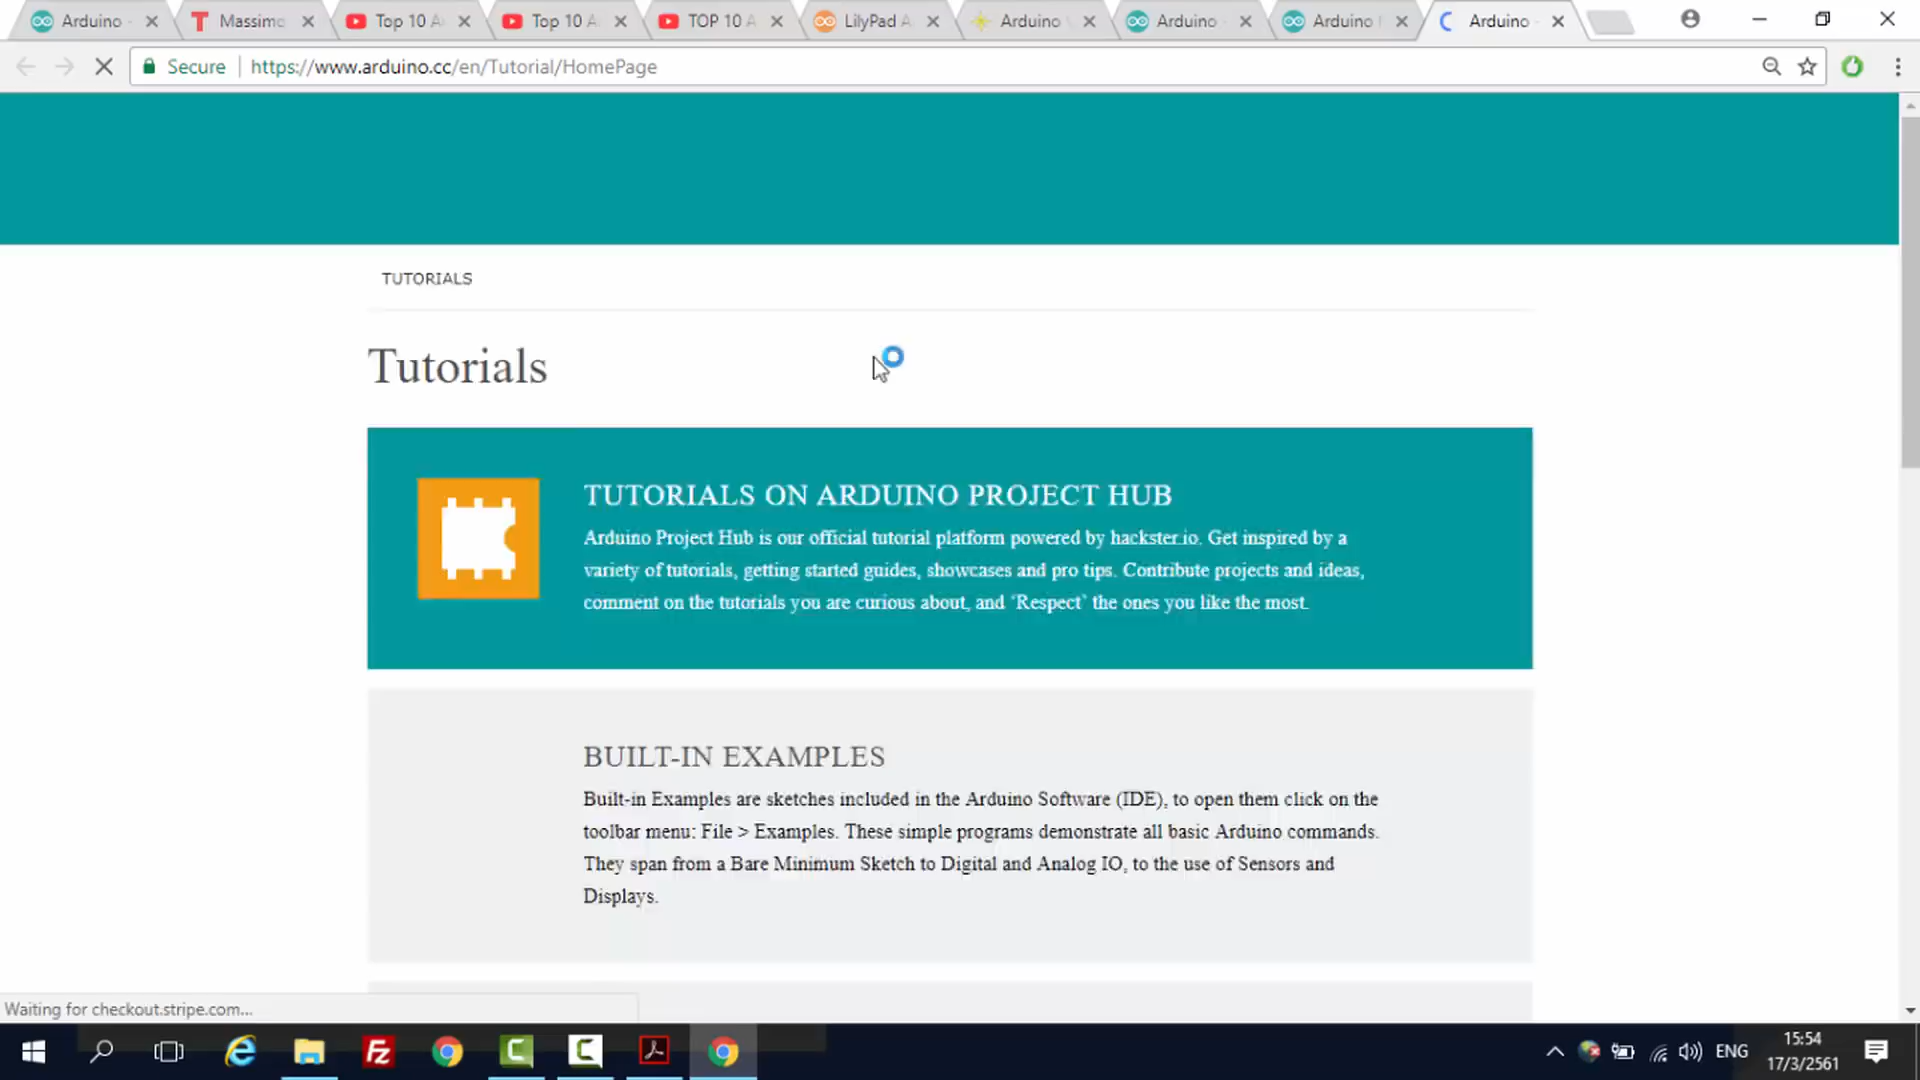 Arduino
Massimo
Top 10 A
Top 10 A
TOP 10 A
LilyPad A
Arduino
Arduino
Arduino
Arduino
Secure
https://www.arduino.cc/en/Tutorial/HomePage
TUTORIALS
Tutorials
TUTORIALS ON ARDUINO PROJECT HUB
Arduino Project Hub is our official tutorial platform powered by hackster.io. Get inspired by a
variety of tutorials, getting started guides, showcases and pro tips. Contribute projects and ideas,
comment on the tutorials you are curious about, and ‘Respect’ the ones you like the most.
BUILT-IN EXAMPLES
Built-in Examples are sketches included in the Arduino Software (IDE), to open them click on the
toolbar menu: File > Examples. These simple programs demonstrate all basic Arduino commands.
They span from a Bare Minimum Sketch to Digital and Analog IO, to the use of Sensors and
Displays.
Waiting for checkout.stripe.com...
ENG
15:54
17/3/2561